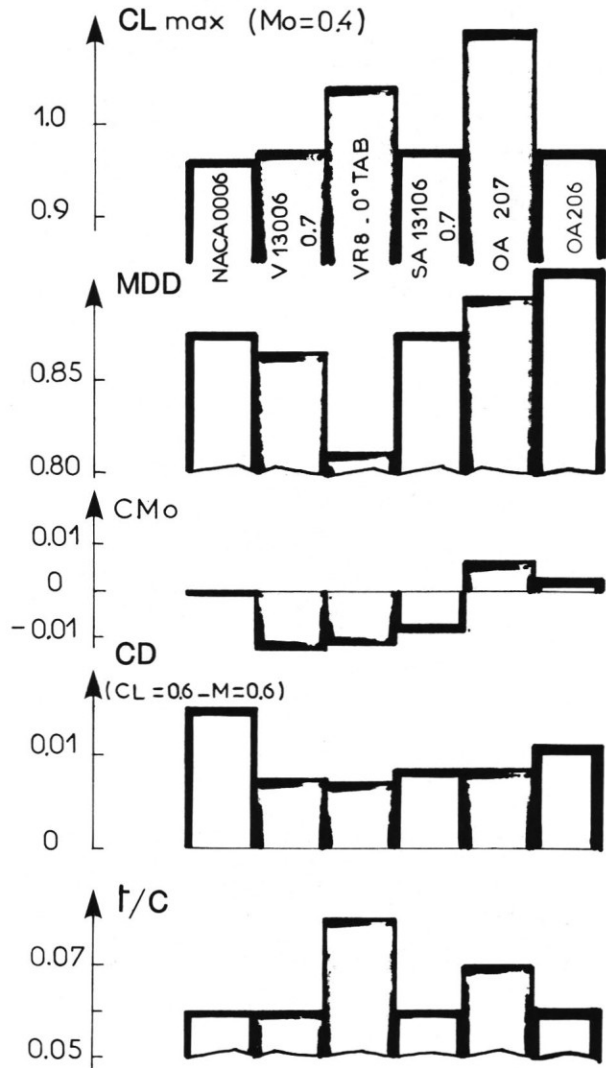 CL max (Mo=0.4)
1.0
0.9
NACA0006
V 13006
0.7
VR8-0°TAB
SA 13106
0.7
OA 207
OA206
MDD
0.85
0.80
CMo
0.01
0
-0.01
CD
(CL=0.6-M=0.6)
0.01
0
t/c
0.07
0.05